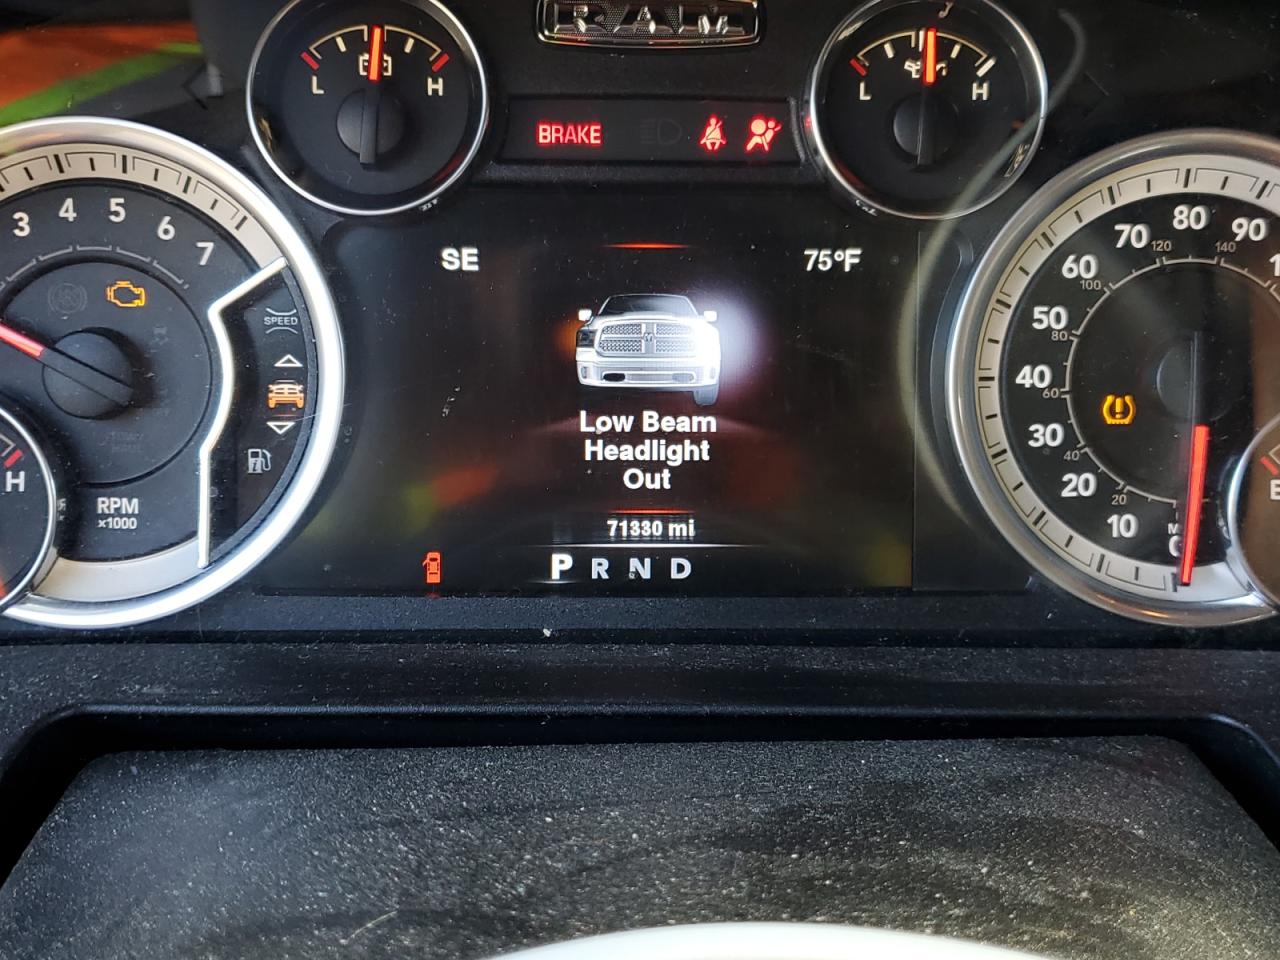 RAM
L H
L H
BRAKE
3 4 5 6 7
SE
75°F
SPEED
Low Beam
Headlight
Out
71330 mi
P R N D
RPM
x1000
H
10 20 30 40 50 60 70 80 90
20 40 60 80 100 120 140